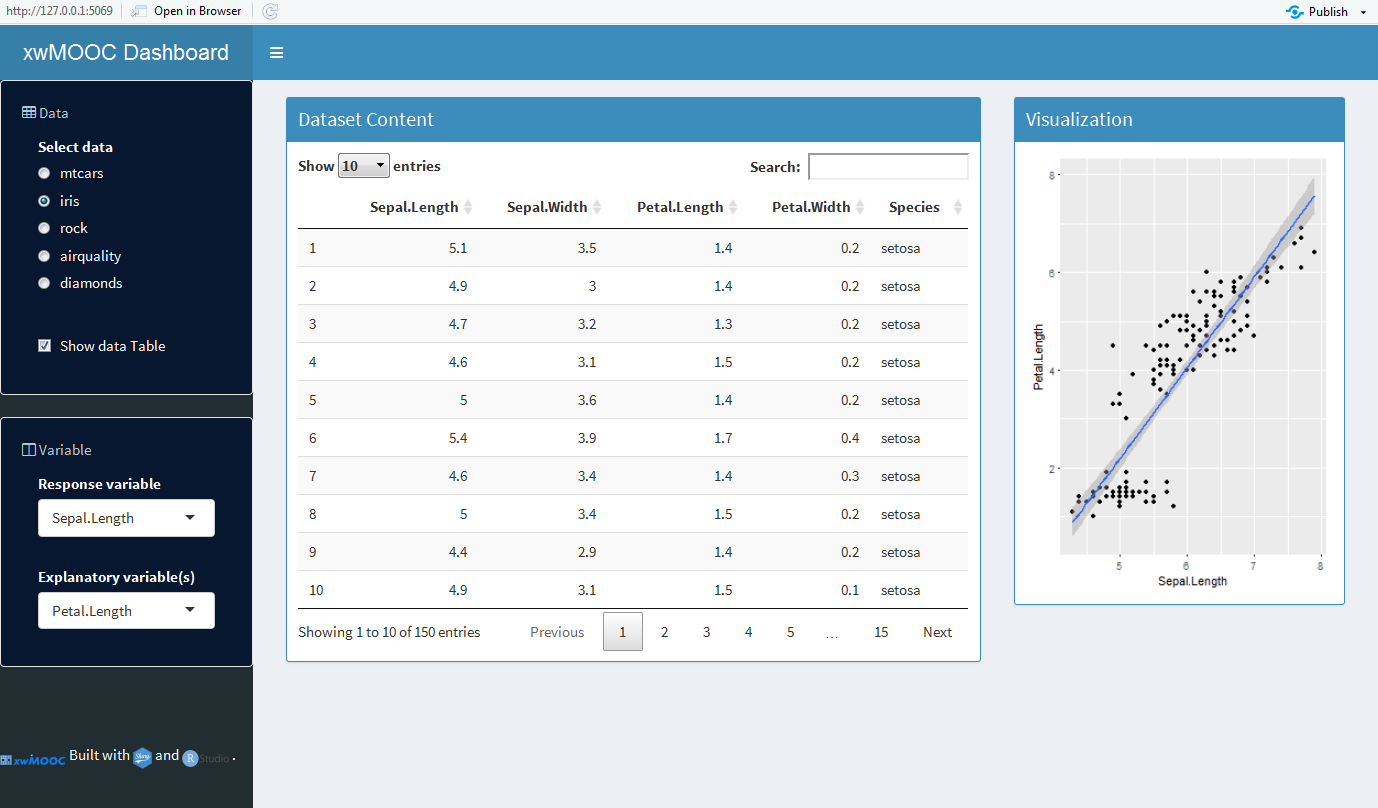 http://127.0.0.1:5069 Open in Browser Publish
xwMOOC Dashboard
Data
Select data
mtcars
iris
rock
airquality
diamonds
Show data Table
Variable
Response variable
Sepal.Length
Explanatory variable(s)
Petal.Length
xwMOOC Built with Shiny and R Studio .
Dataset Content
Show 10 entries Search:
Sepal.Length Sepal.Width Petal.Length Petal.Width Species
1 5.1 3.5 1.4 0.2 setosa
2 4.9 3 1.4 0.2 setosa
3 4.7 3.2 1.3 0.2 setosa
4 4.6 3.1 1.5 0.2 setosa
5 5 3.6 1.4 0.2 setosa
6 5.4 3.9 1.7 0.4 setosa
7 4.6 3.4 1.4 0.3 setosa
8 5 3.4 1.5 0.2 setosa
9 4.4 2.9 1.4 0.2 setosa
10 4.9 3.1 1.5 0.1 setosa
Showing 1 to 10 of 150 entries Previous 1 2 3 4 5 … 15 Next
Visualization
8
6
4
2
Petal.Length
5 6 7 8
Sepal.Length